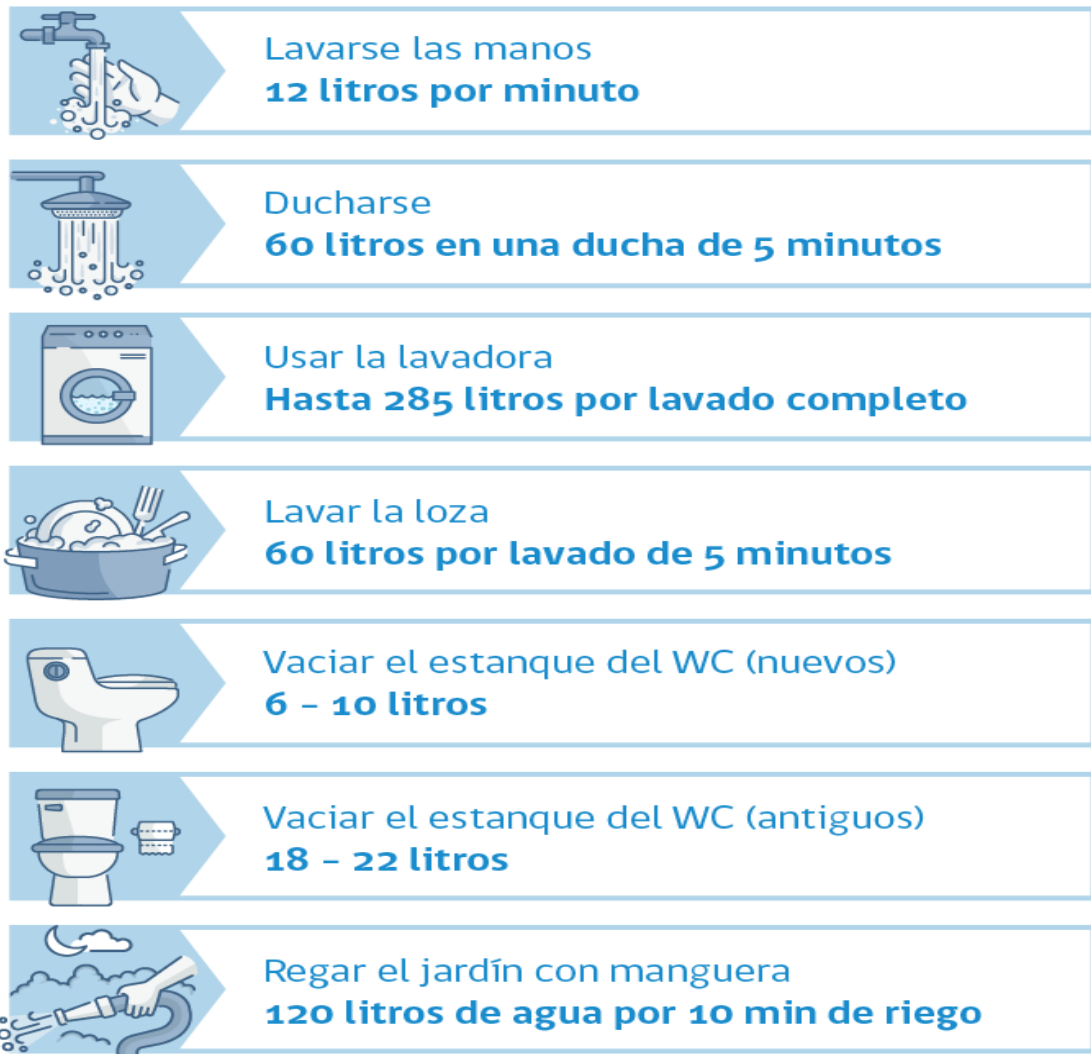 Lavarse las manos
12 litros por minuto
Ducharse
60 litros en una ducha de 5 minutos
Usar la lavadora
Hasta 285 litros por lavado completo
Lavar la loza
60 litros por lavado de 5 minutos
Vaciar el estanque del WC (nuevos)
6 – 10 litros
Vaciar el estanque del WC (antiguos)
18 – 22 litros
Regar el jardín con manguera
120 litros de agua por 10 min de riego